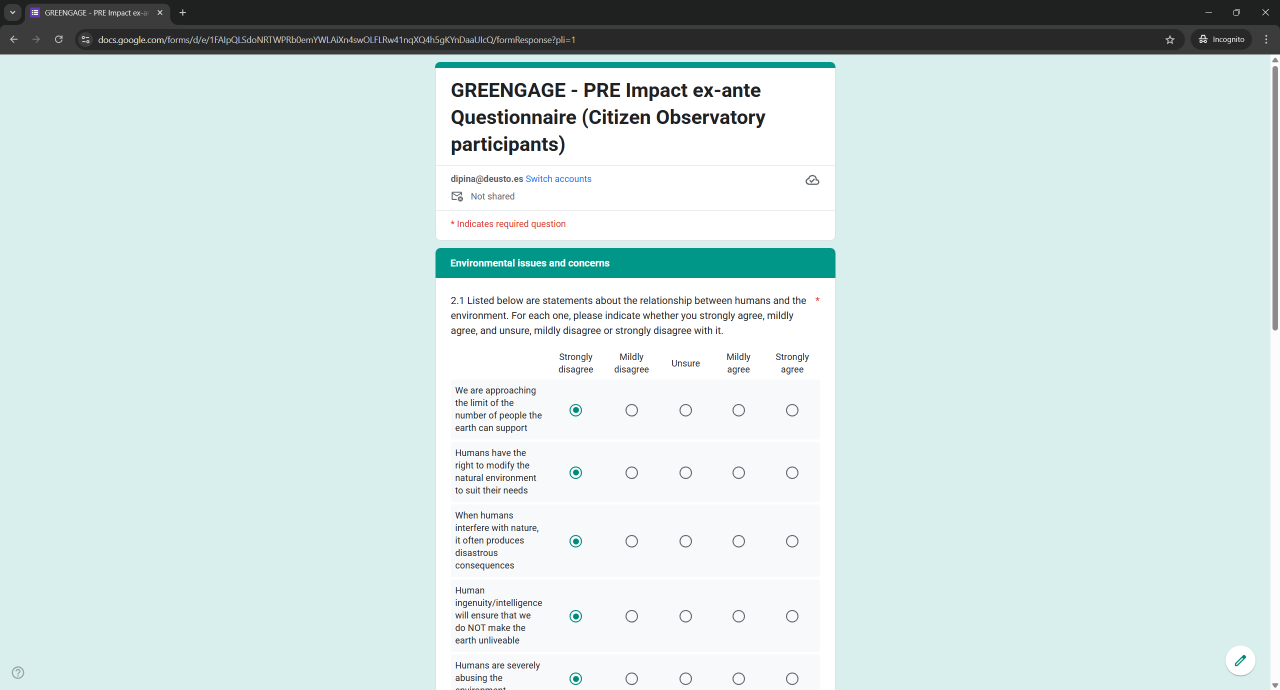 GREENGAGE - PRE Impact ex-an
docs.google.com/forms/d/e/1FAIpQLSdoNRTWPRb0emYWLAiXn4swOLFLRw41nqXQ4h5gKYnDaaUIcQ/formResponse?pli=1
Incognito
GREENGAGE - PRE Impact ex-ante
Questionnaire (Citizen Observatory
participants)
dipina@deusto.es Switch accounts
Not shared
* Indicates required question
Environmental issues and concerns
2.1 Listed below are statements about the relationship between humans and the *
environment. For each one, please indicate whether you strongly agree, mildly
agree, and unsure, mildly disagree or strongly disagree with it.
Strongly disagree
Mildly disagree
Unsure
Mildly agree
Strongly agree
We are approaching
the limit of the
number of people the
earth can support
Humans have the
right to modify the
natural environment
to suit their needs
When humans
interfere with nature,
it often produces
disastrous
consequences
Human
ingenuity/intelligence
will ensure that we
do NOT make the
earth unliveable
Humans are severely
abusing the
environment